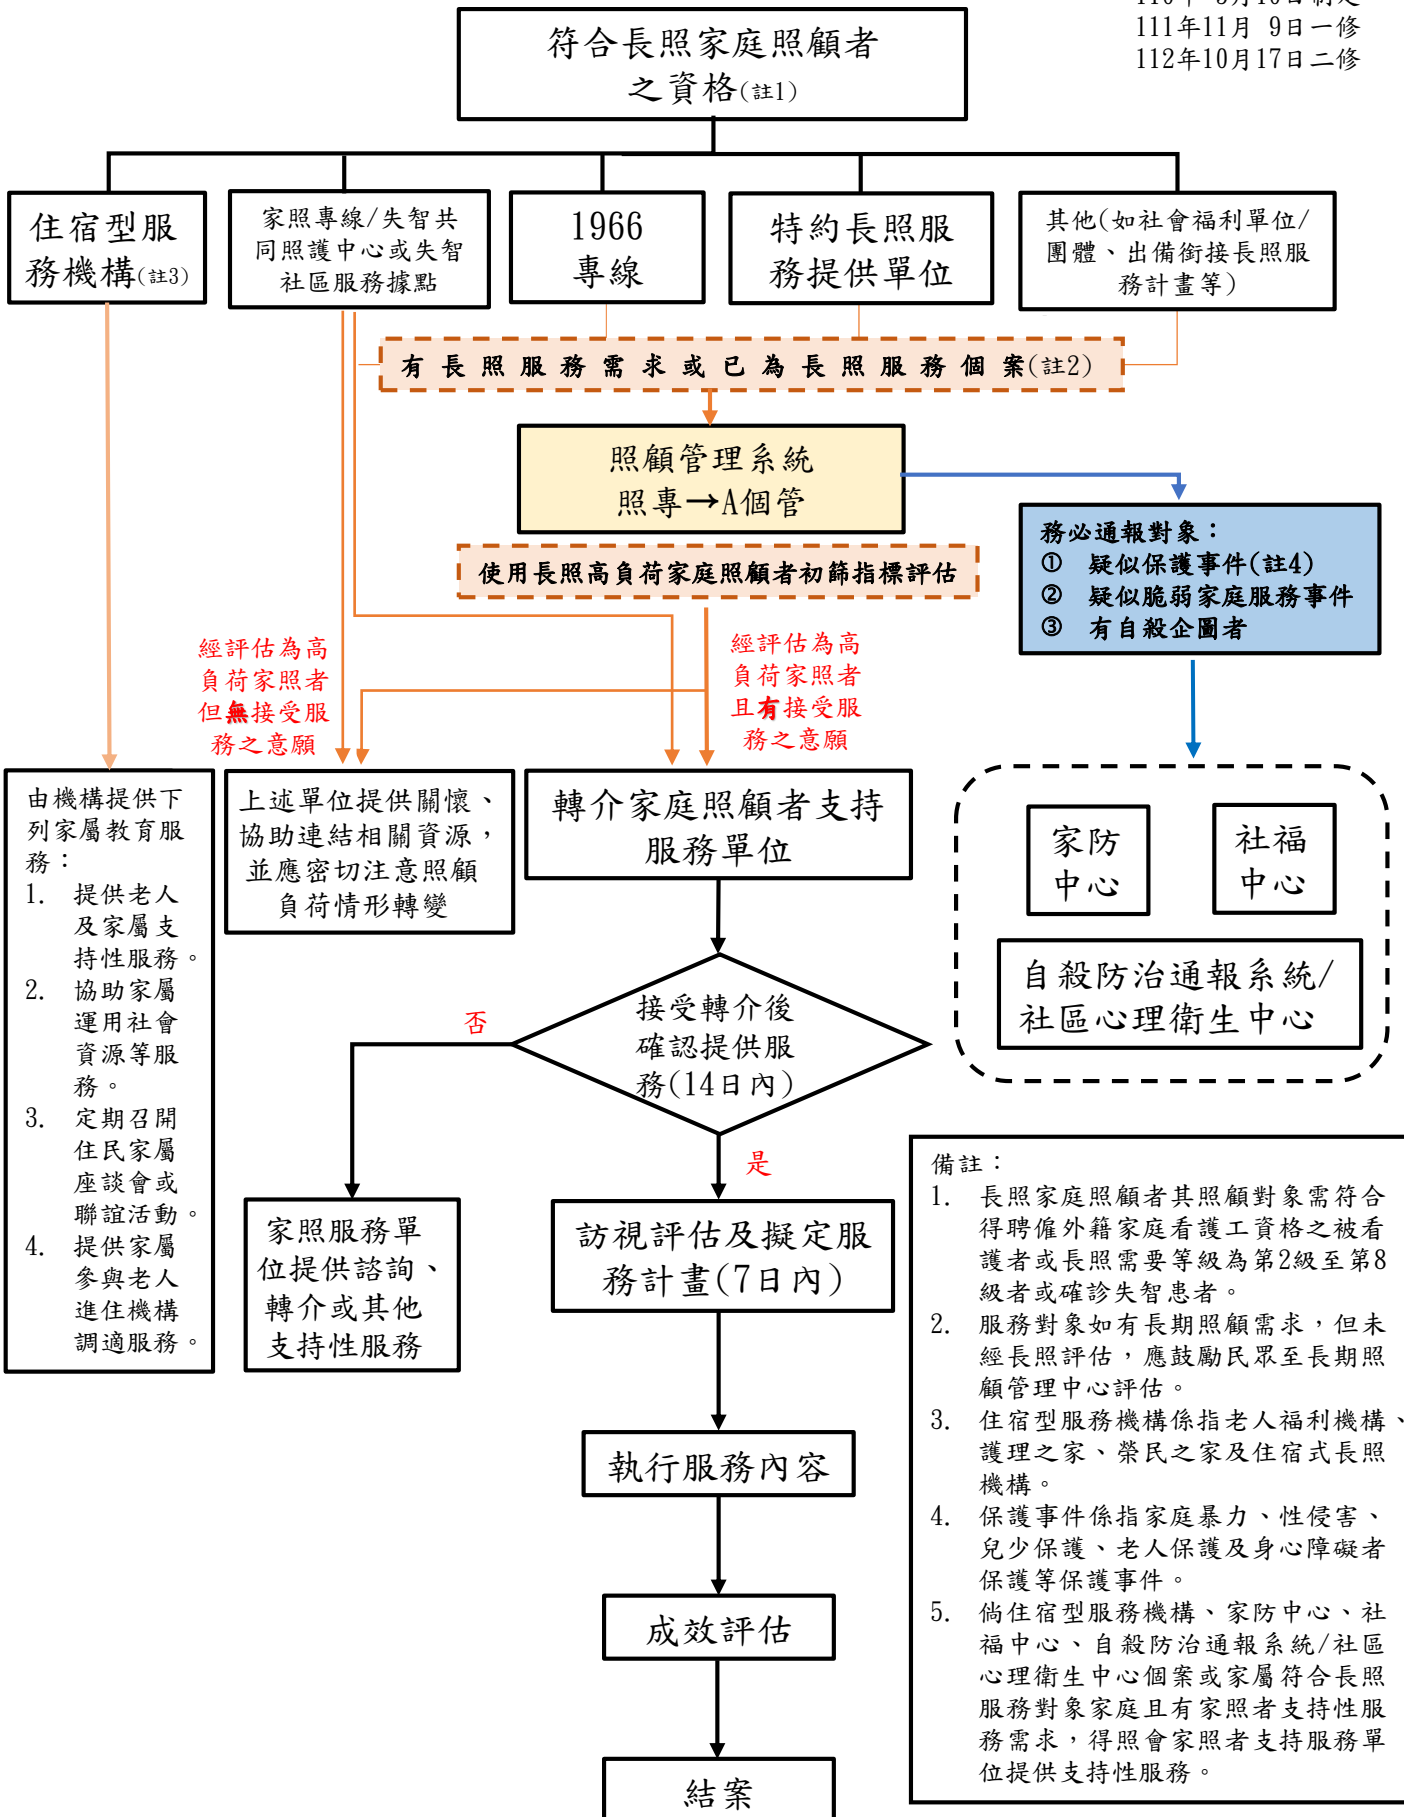 111年11月 9日一修
112年10月17日二修
符合長照家庭照顧者
之資格(註1)
住宿型服
務機構(註3)
家照專線/失智共
同照護中心或失智
社區服務據點
1966
專線
特約長照服
務提供單位
其他(如社會福利單位/
團體、出備銜接長照服
務計畫等)
有長照服務需求或已為長照服務個案(註2)
照顧管理系統
照專→A個管
使用長照高負荷家庭照顧者初篩指標評估
務必通報對象：
① 疑似保護事件(註4)
② 疑似脆弱家庭服務事件
③ 有自殺企圖者
經評估為高
負荷家照者
但無接受服
務之意願
經評估為高
負荷家照者
且有接受服
務之意願
由機構提供下
列家屬教育服
務：
1. 提供老人
及家屬支
持性服務。
2. 協助家屬
運用社會
資源等服
務。
3. 定期召開
住民家屬
座談會或
聯誼活動。
4. 提供家屬
參與老人
進住機構
調適服務。
上述單位提供關懷、
協助連結相關資源，
並應密切注意照顧
負荷情形轉變
轉介家庭照顧者支持
服務單位
家防
中心
社福
中心
自殺防治通報系統/
社區心理衛生中心
接受轉介後
確認提供服
務(14日內)
否
是
家照服務單
位提供諮詢、
轉介或其他
支持性服務
訪視評估及擬定服
務計畫(7日內)
執行服務內容
成效評估
結案
備註：
1. 長照家庭照顧者其照顧對象需符合
得聘僱外籍家庭看護工資格之被看
護者或長照需要等級為第2級至第8
級者或確診失智患者。
2. 服務對象如有長期照顧需求，但未
經長照評估，應鼓勵民眾至長期照
顧管理中心評估。
3. 住宿型服務機構係指老人福利機構、
護理之家、榮民之家及住宿式長照
機構。
4. 保護事件係指家庭暴力、性侵害、
兒少保護、老人保護及身心障礙者
保護等保護事件。
5. 倘住宿型服務機構、家防中心、社
福中心、自殺防治通報系統/社區
心理衛生中心個案或家屬符合長照
服務對象家庭且有家照者支持性服
務需求，得照會家照者支持服務單
位提供支持性服務。